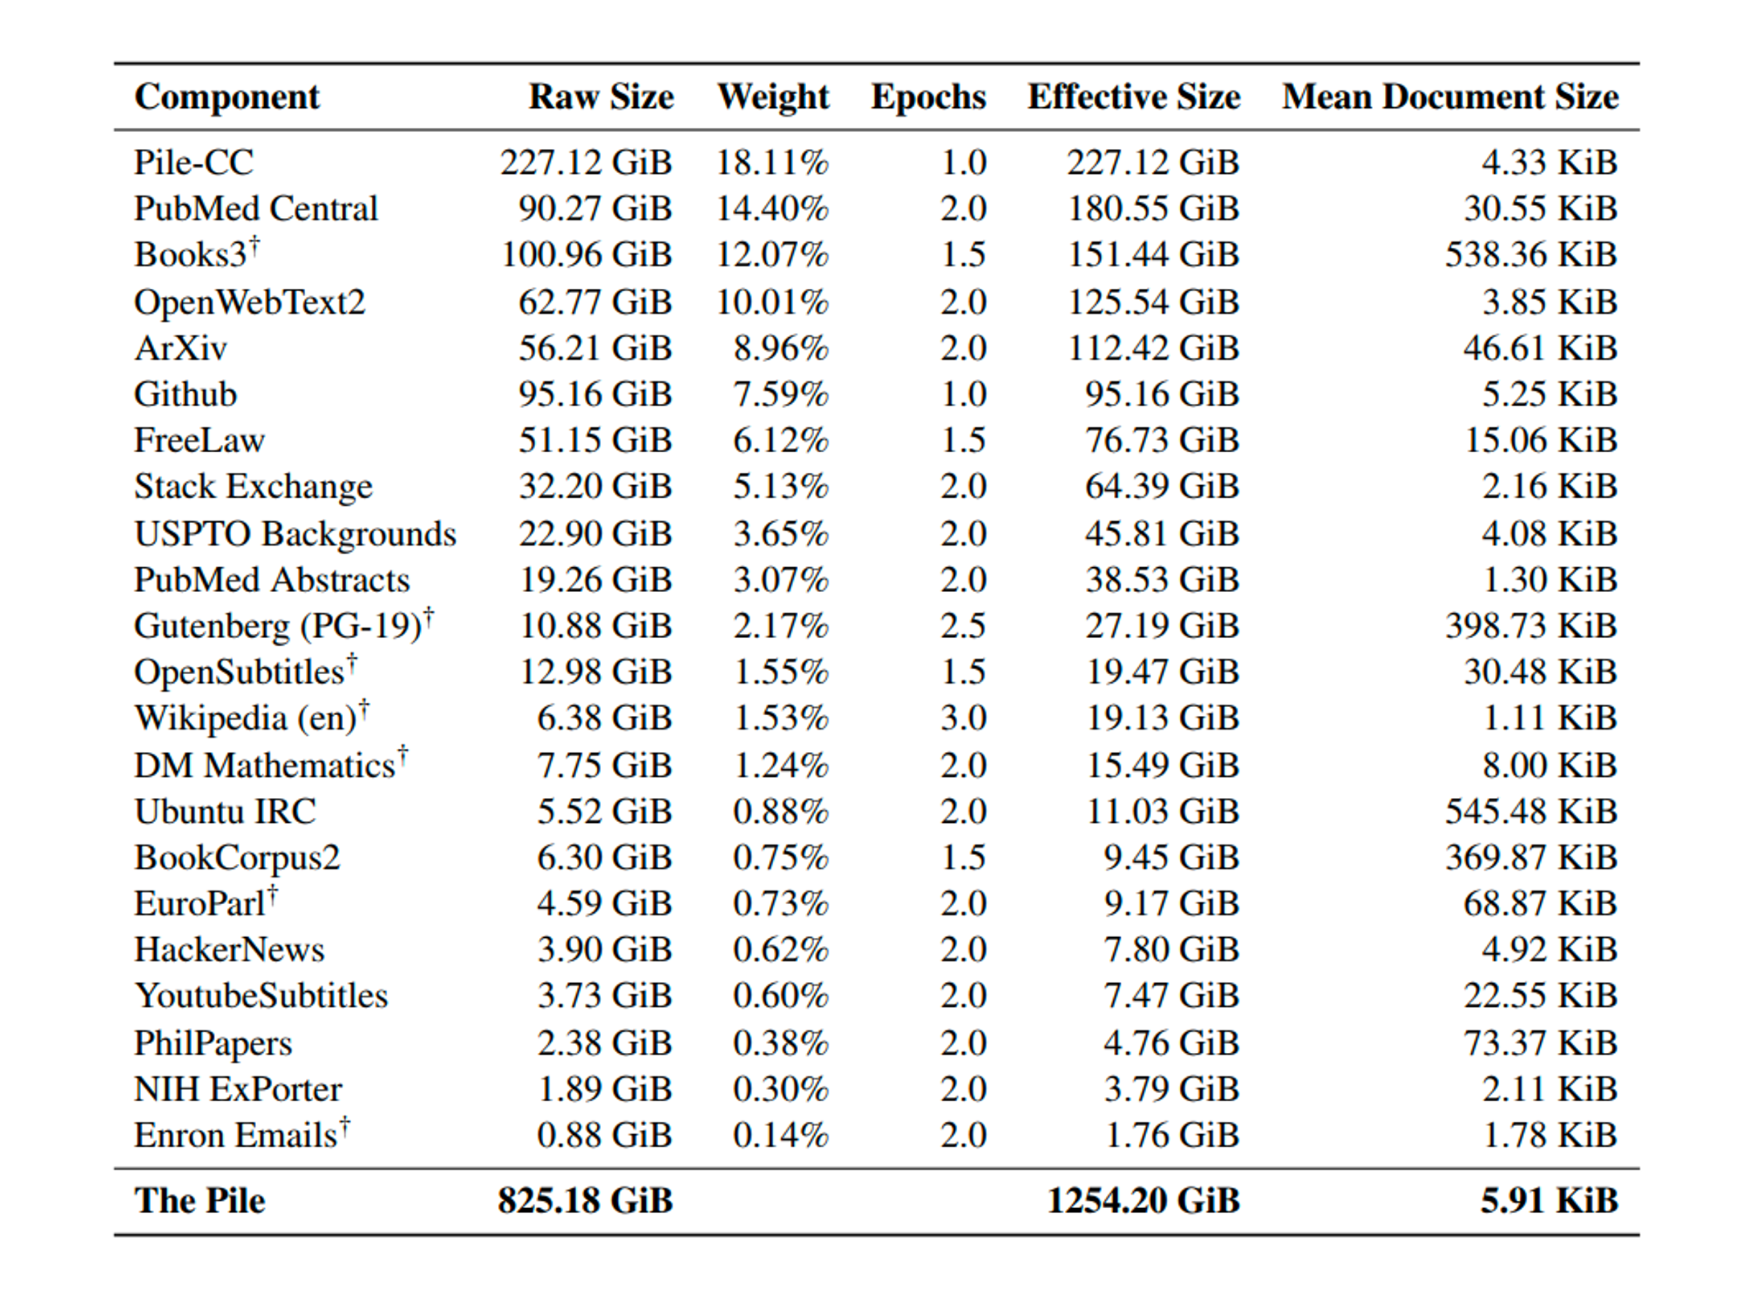 Component Raw Size Weight Epochs Effective Size Mean Document Size
Pile-CC 227.12 GiB 18.11% 1.0 227.12 GiB 4.33 KiB
PubMed Central 90.27 GiB 14.40% 2.0 180.55 GiB 30.55 KiB
Books3† 100.96 GiB 12.07% 1.5 151.44 GiB 538.36 KiB
OpenWebText2 62.77 GiB 10.01% 2.0 125.54 GiB 3.85 KiB
ArXiv 56.21 GiB 8.96% 2.0 112.42 GiB 46.61 KiB
Github 95.16 GiB 7.59% 1.0 95.16 GiB 5.25 KiB
FreeLaw 51.15 GiB 6.12% 1.5 76.73 GiB 15.06 KiB
Stack Exchange 32.20 GiB 5.13% 2.0 64.39 GiB 2.16 KiB
USPTO Backgrounds 22.90 GiB 3.65% 2.0 45.81 GiB 4.08 KiB
PubMed Abstracts 19.26 GiB 3.07% 2.0 38.53 GiB 1.30 KiB
Gutenberg (PG-19)† 10.88 GiB 2.17% 2.5 27.19 GiB 398.73 KiB
OpenSubtitles† 12.98 GiB 1.55% 1.5 19.47 GiB 30.48 KiB
Wikipedia (en)† 6.38 GiB 1.53% 3.0 19.13 GiB 1.11 KiB
DM Mathematics† 7.75 GiB 1.24% 2.0 15.49 GiB 8.00 KiB
Ubuntu IRC 5.52 GiB 0.88% 2.0 11.03 GiB 545.48 KiB
BookCorpus2 6.30 GiB 0.75% 1.5 9.45 GiB 369.87 KiB
EuroParl† 4.59 GiB 0.73% 2.0 9.17 GiB 68.87 KiB
HackerNews 3.90 GiB 0.62% 2.0 7.80 GiB 4.92 KiB
YoutubeSubtitles 3.73 GiB 0.60% 2.0 7.47 GiB 22.55 KiB
PhilPapers 2.38 GiB 0.38% 2.0 4.76 GiB 73.37 KiB
NIH ExPorter 1.89 GiB 0.30% 2.0 3.79 GiB 2.11 KiB
Enron Emails† 0.88 GiB 0.14% 2.0 1.76 GiB 1.78 KiB
The Pile 825.18 GiB 1254.20 GiB 5.91 KiB